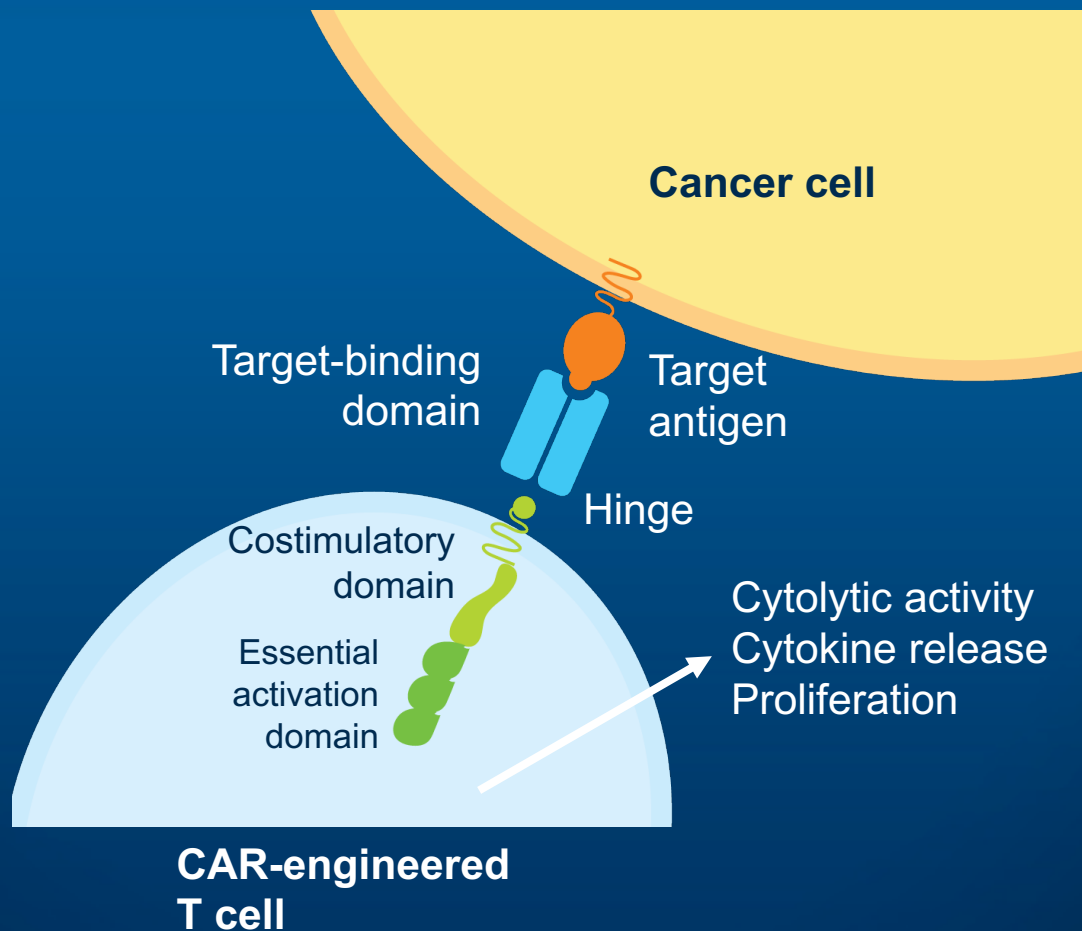 Cancer cell
Target-binding
domain
Target
antigen
Hinge
Costimulatory
domain
Essential
activation
domain
Cytolytic activity
Cytokine release
Proliferation
CAR-engineered
T cell